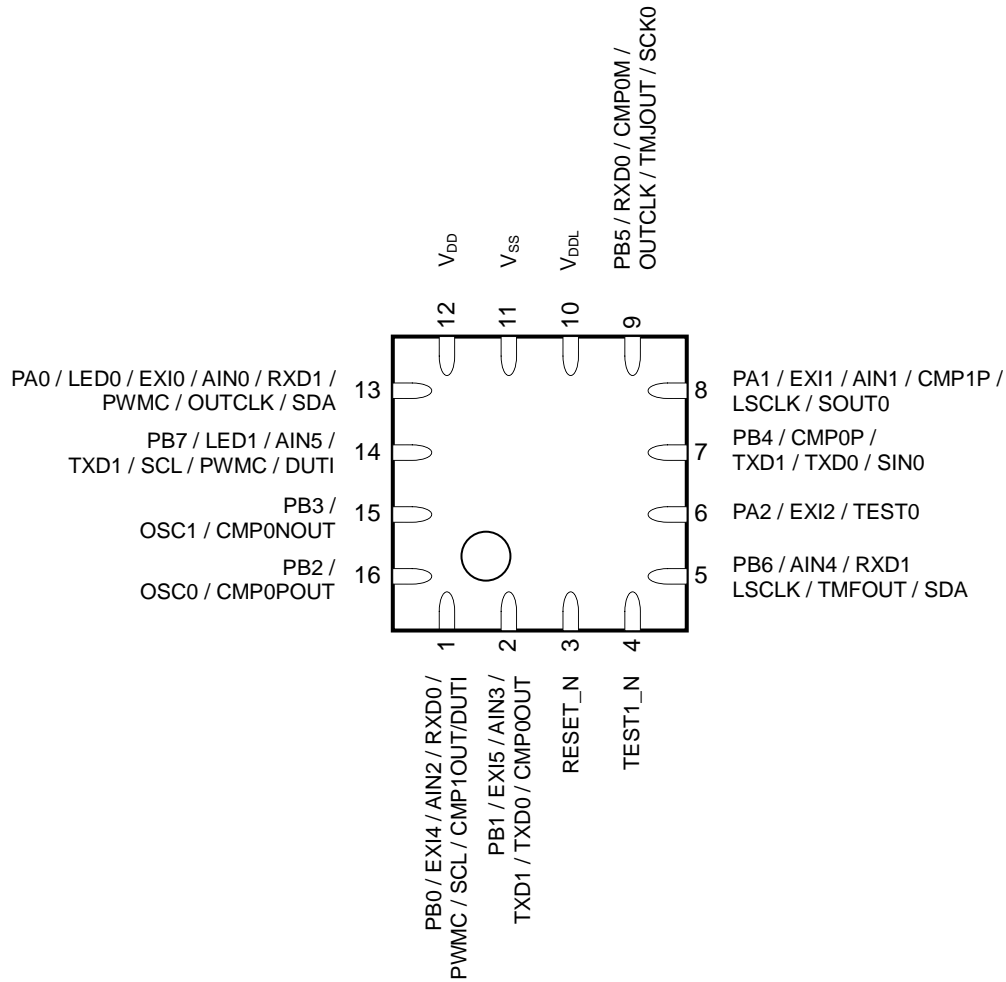 PB5 / RXD0 / CMP0M /
OUTCLK / TMJOUT / SCK0
VDD
VSS
VDDL
12
11
10
9
PA0 / LED0 / EXI0 / AIN0 / RXD1 /
PWMC / OUTCLK / SDA
13
PB7 / LED1 / AIN5 /
TXD1 / SCL / PWMC / DUTI
14
PB3 /
OSC1 / CMP0NOUT
15
PB2 /
OSC0 / CMP0POUT
16
8
PA1 / EXI1 / AIN1 / CMP1P /
LSCLK / SOUT0
7
PB4 / CMP0P /
TXD1 / TXD0 / SIN0
6
PA2 / EXI2 / TEST0
5
PB6 / AIN4 / RXD1
LSCLK / TMFOUT / SDA
1
2
3
4
PB0 / EXI4 / AIN2 / RXD0 /
PWMC / SCL / CMP1OUT/DUTI
PB1 / EXI5 / AIN3 /
TXD1 / TXD0 / CMP0OUT
RESET_N
TEST1_N